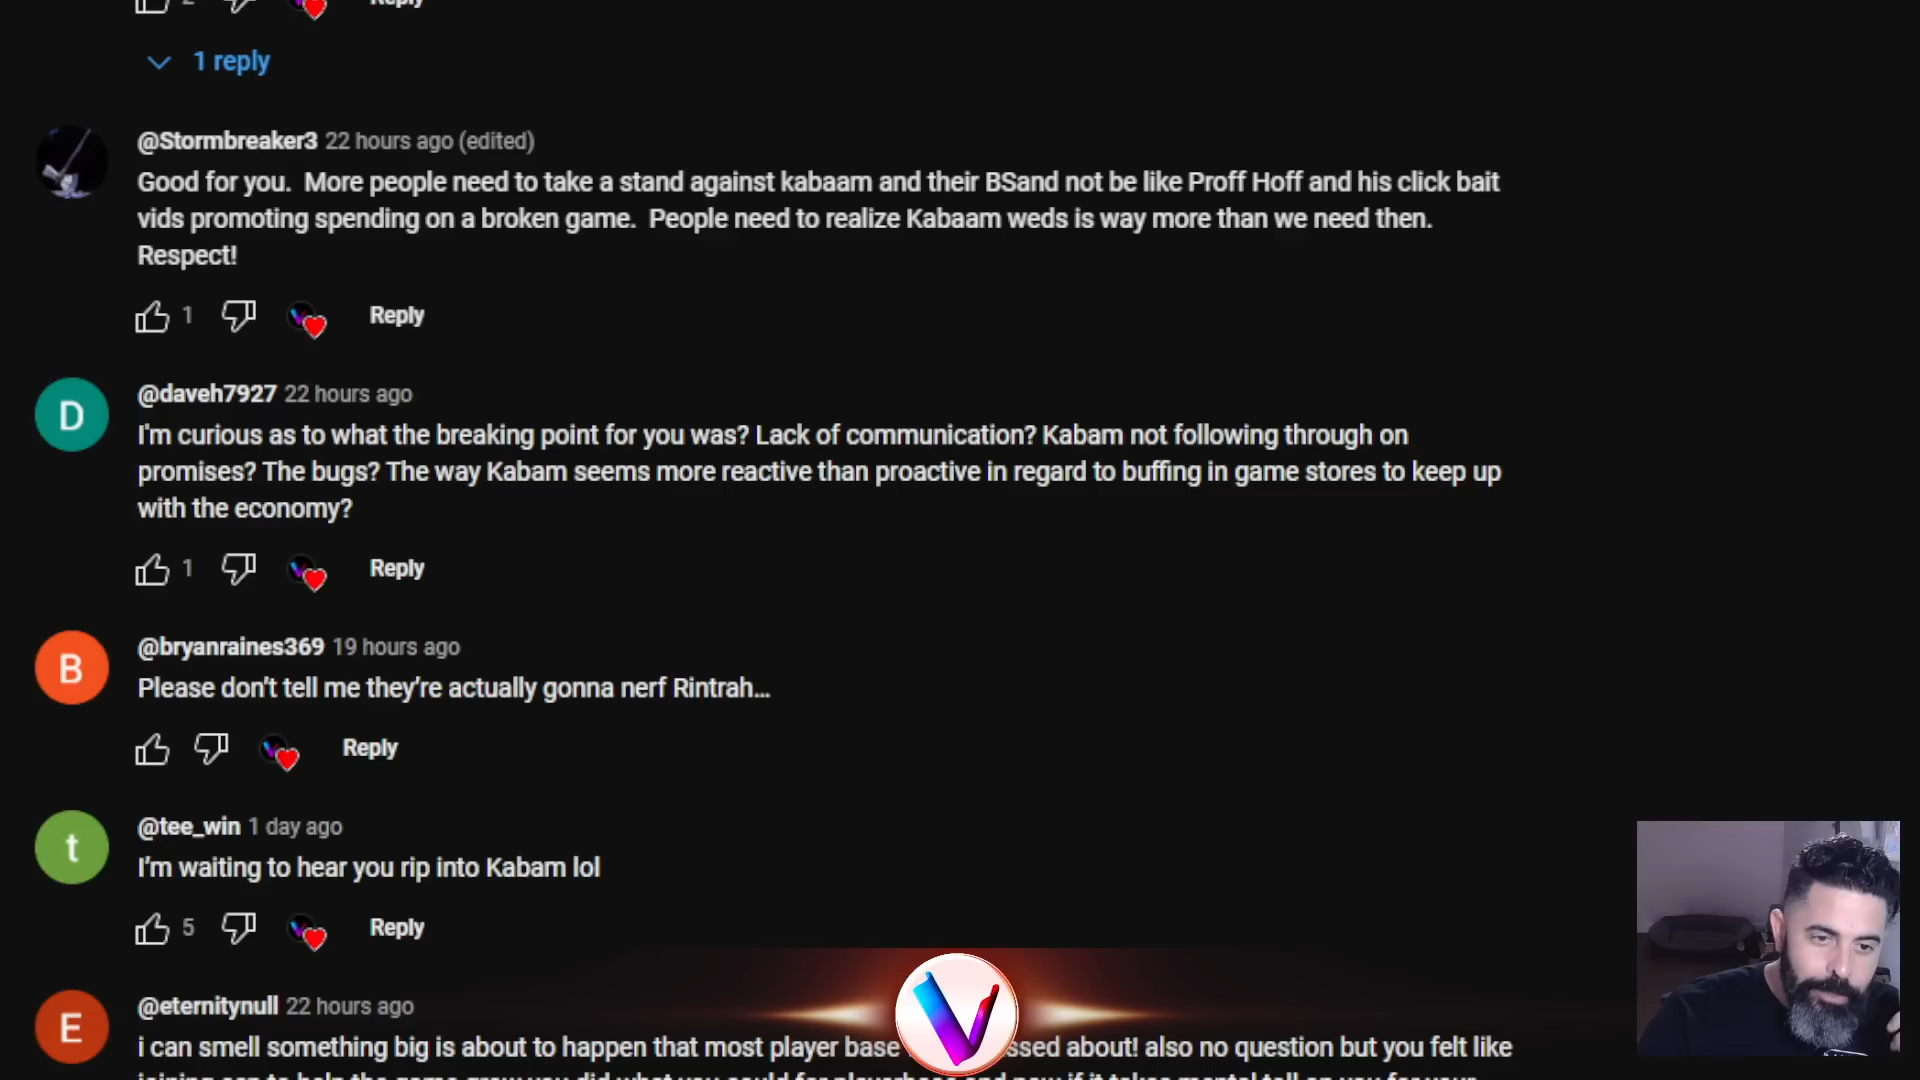 Reply
1 reply
@Stormbreaker3 22 hours ago (edited)
Good for you.  More people need to take a stand against kabaam and their BSand not be like Proff Hoff and his click bait
vids promoting spending on a broken game.  People need to realize Kabaam weds is way more than we need then.
Respect!
1 Reply
D
@daveh7927 22 hours ago
I'm curious as to what the breaking point for you was? Lack of communication? Kabam not following through on
promises? The bugs? The way Kabam seems more reactive than proactive in regard to buffing in game stores to keep up
with the economy?
1 Reply
B
@bryanraines369 19 hours ago
Please don't tell me they're actually gonna nerf Rintrah...
Reply
t
@tee_win 1 day ago
I'm waiting to hear you rip into Kabam lol
5 Reply
E
@eternitynull 22 hours ago
i can smell something big is about to happen that most player base ssed about! also no question but you felt like